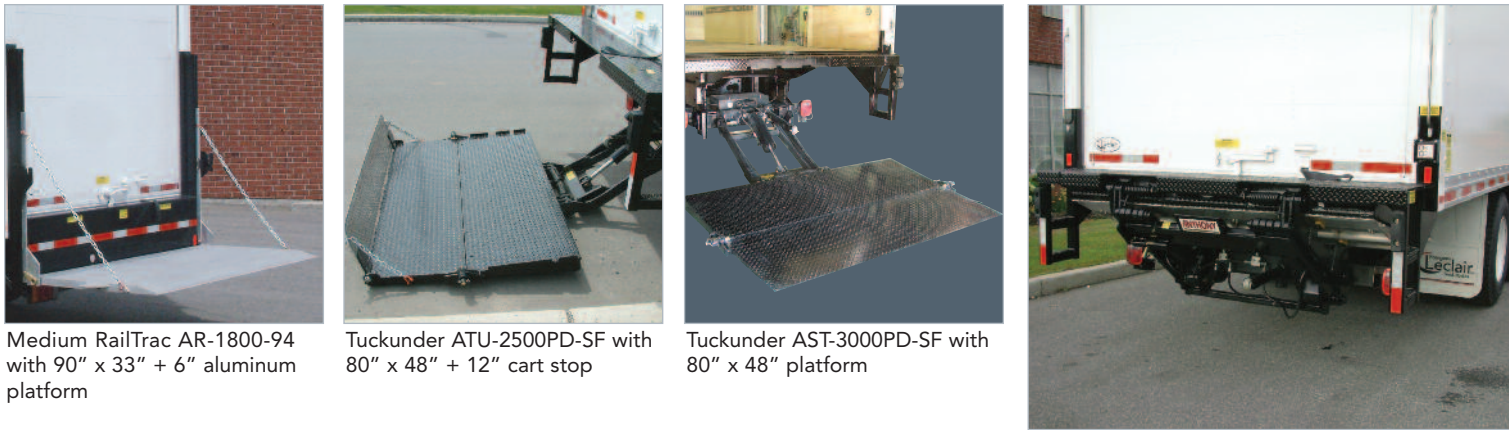 Medium RailTrac AR-1800-94
with 90” x 33” + 6” aluminum
platform
Tuckunder ATU-2500PD-SF with
80” x 48” + 12” cart stop
Tuckunder AST-3000PD-SF with
80” x 48” platform
ANTHONY
Leclair